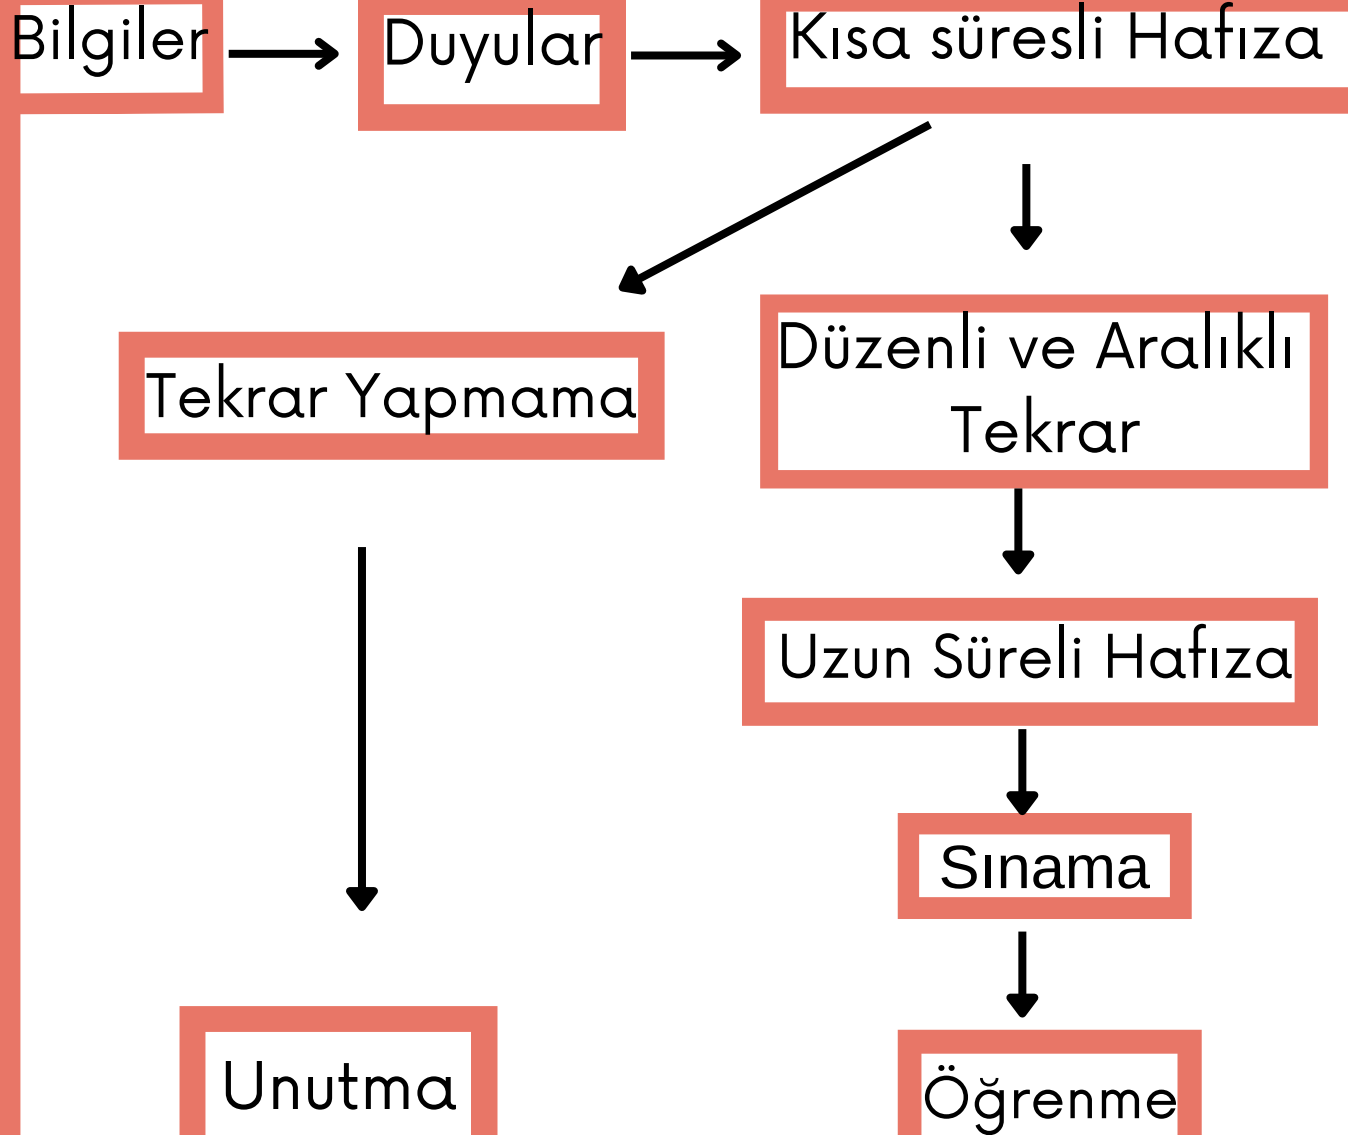 Bilgiler
Duyular
Kısa süresli Hafıza
Tekrar Yapmama
Düzenli ve Aralıklı
Tekrar
Uzun Süreli Hafıza
Sınama
Unutma
Öğrenme